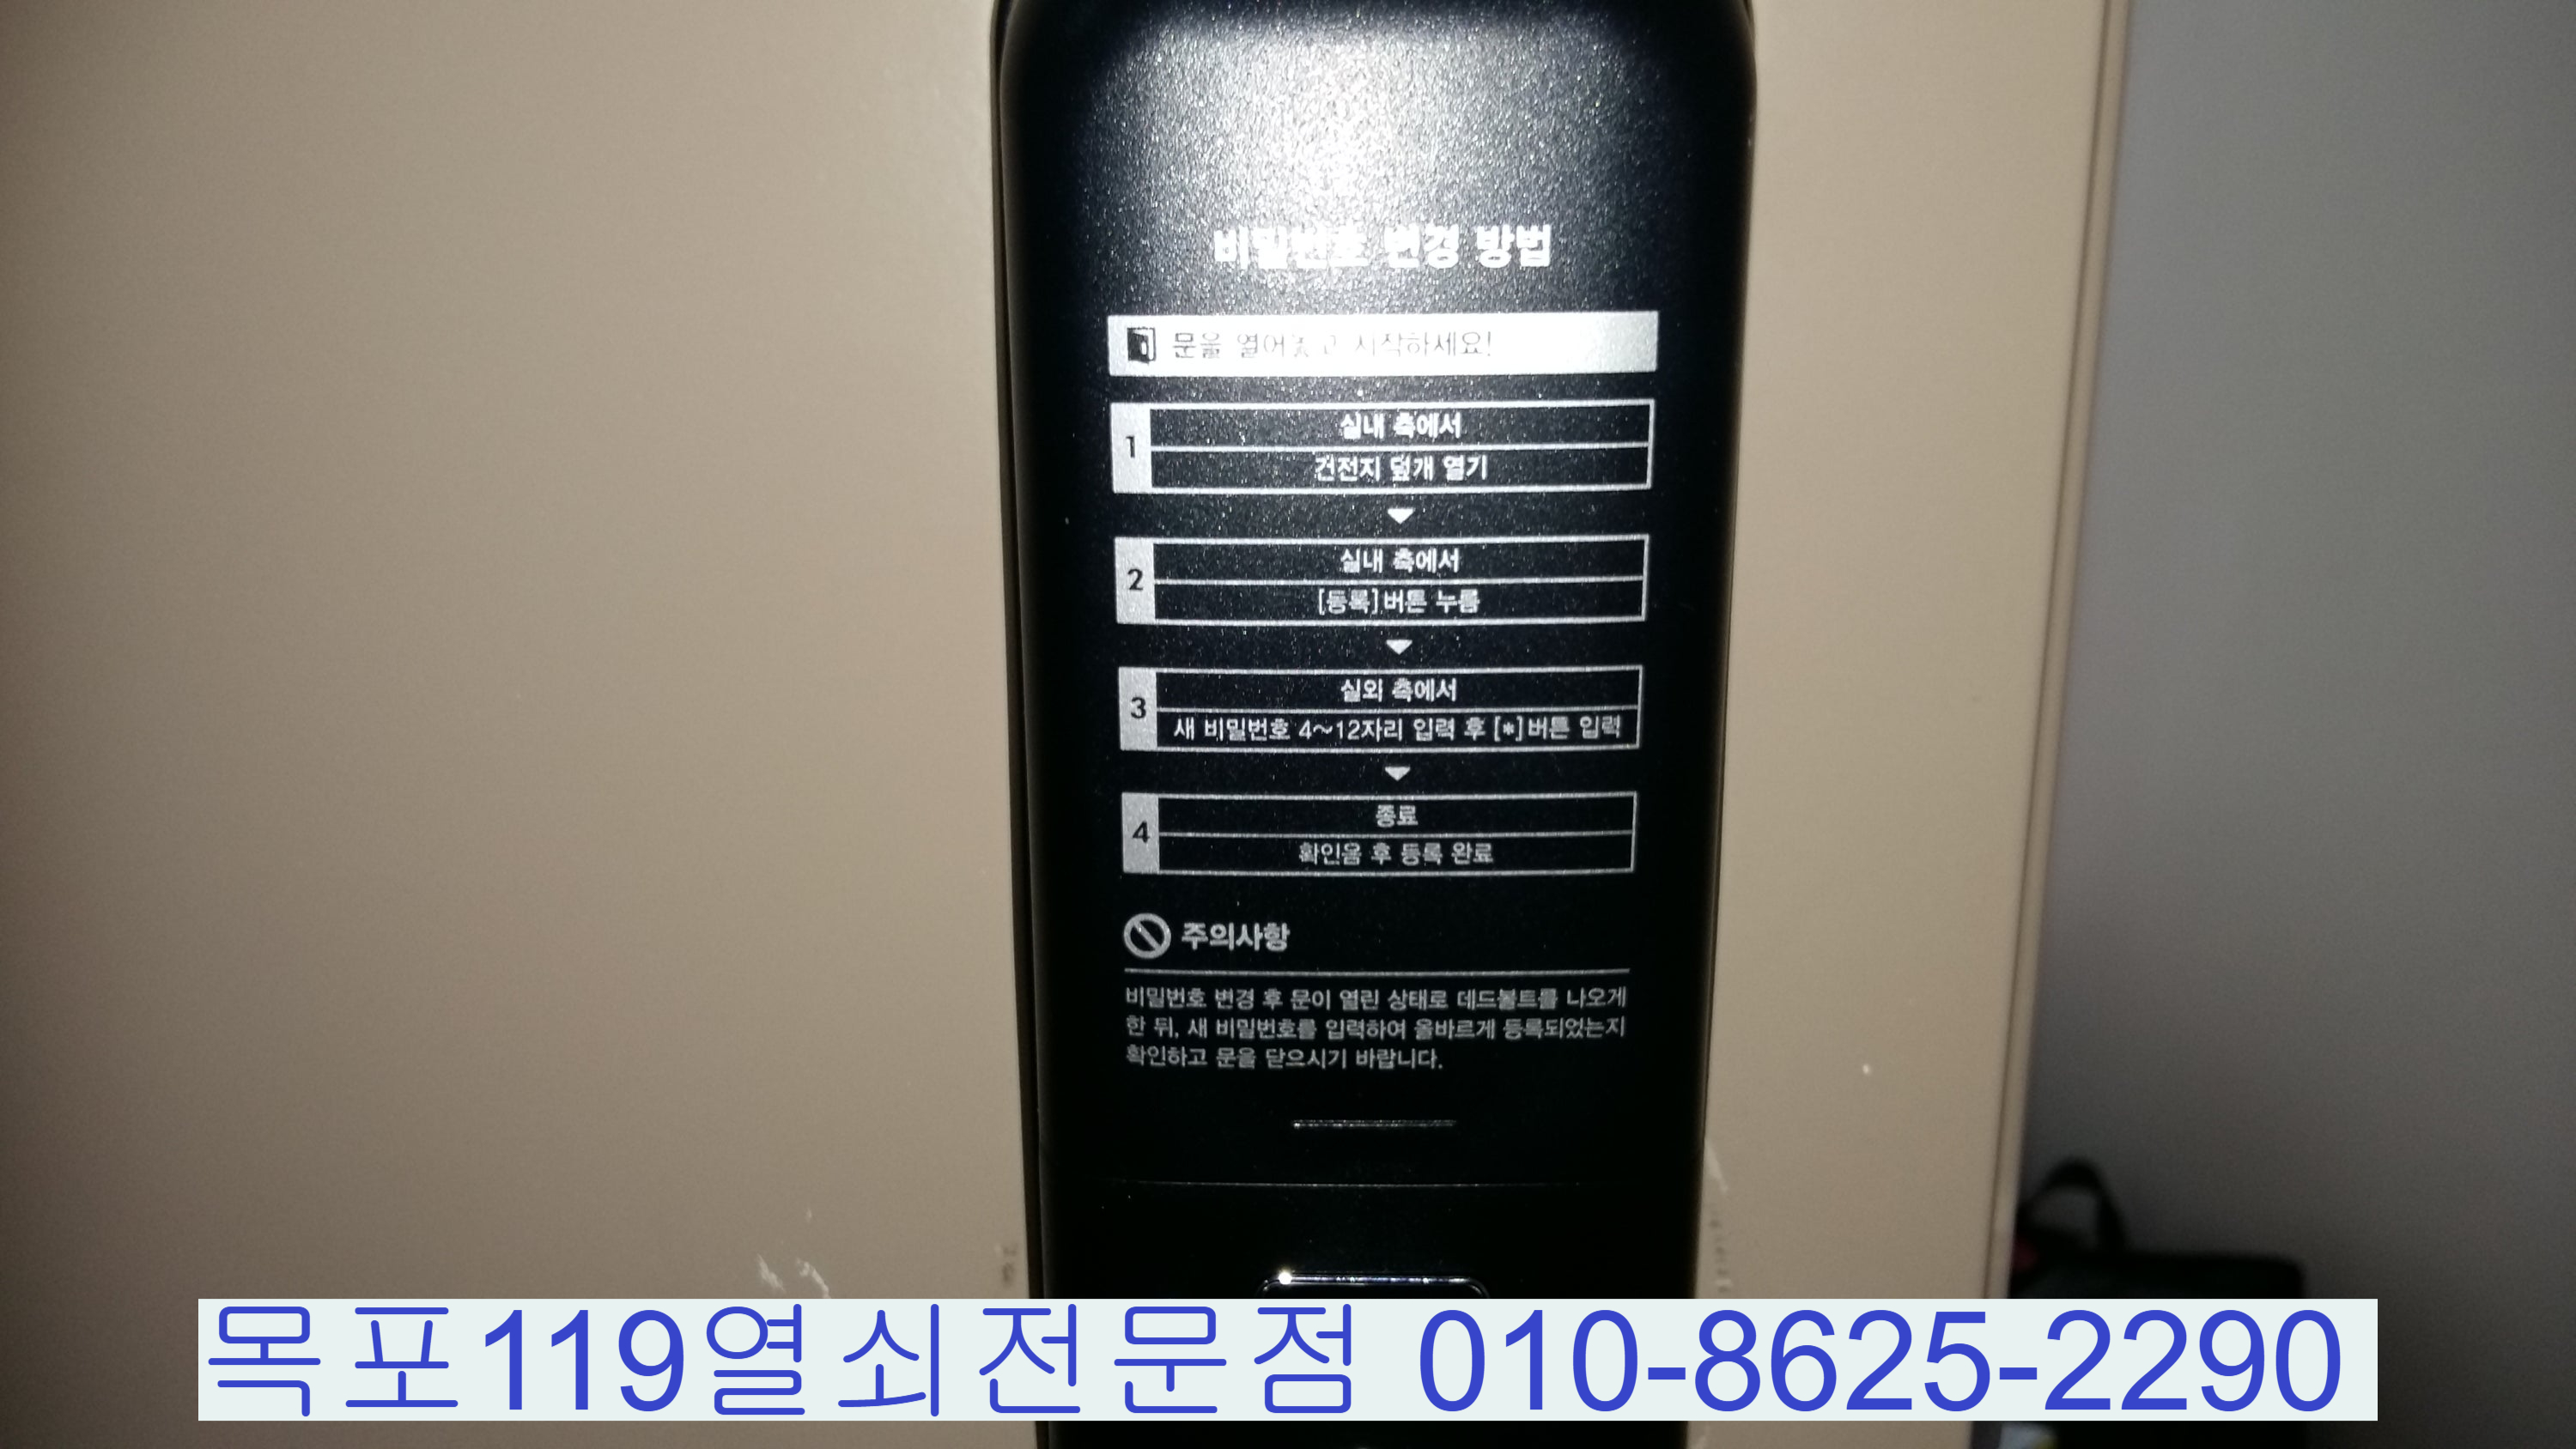 비밀번호 변경 방법
문을 열어놓고 시작하세요!
1
실내 측에서
건전지 덮개 열기
2
실내 측에서
[등록]버튼 누름
3
실외 측에서
새 비밀번호 4~12자리 입력 후 [*]버튼 입력
4
종료
확인음 후 등록 완료
주의사항
비밀번호 변경 후 문이 열린 상태로 데드볼트를 나오게
한 뒤, 새 비밀번호를 입력하여 올바르게 등록되었는지
확인하고 문을 닫으시기 바랍니다.
목포119열쇠전문점 010-8625-2290